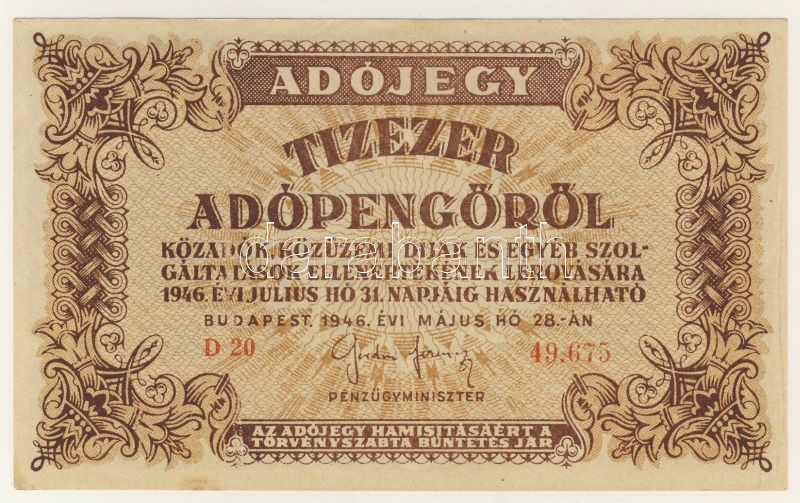 ADÓJEGY
TIZEZER
ADÓPENGŐRŐL
KÖZADÓK, KÖZÜZEMI DIJAK ÉS EGYÉB SZOL-
GÁLTATÁSOK ELLENÉRTÉKÉNEK LEROVÁSÁRA
1946. ÉVI JULIUS HÓ 31. NAPJÁIG HASZNÁLHATÓ
BUDAPEST, 1946. ÉVI MÁJUS HÓ 28.-ÁN
D 20 49,675
PÉNZÜGYMINISZTER
AZ ADÓJEGY HAMISITÁSÁÉRT A
TÖRVÉNYSZABTA BÜNTETÉS JÁR